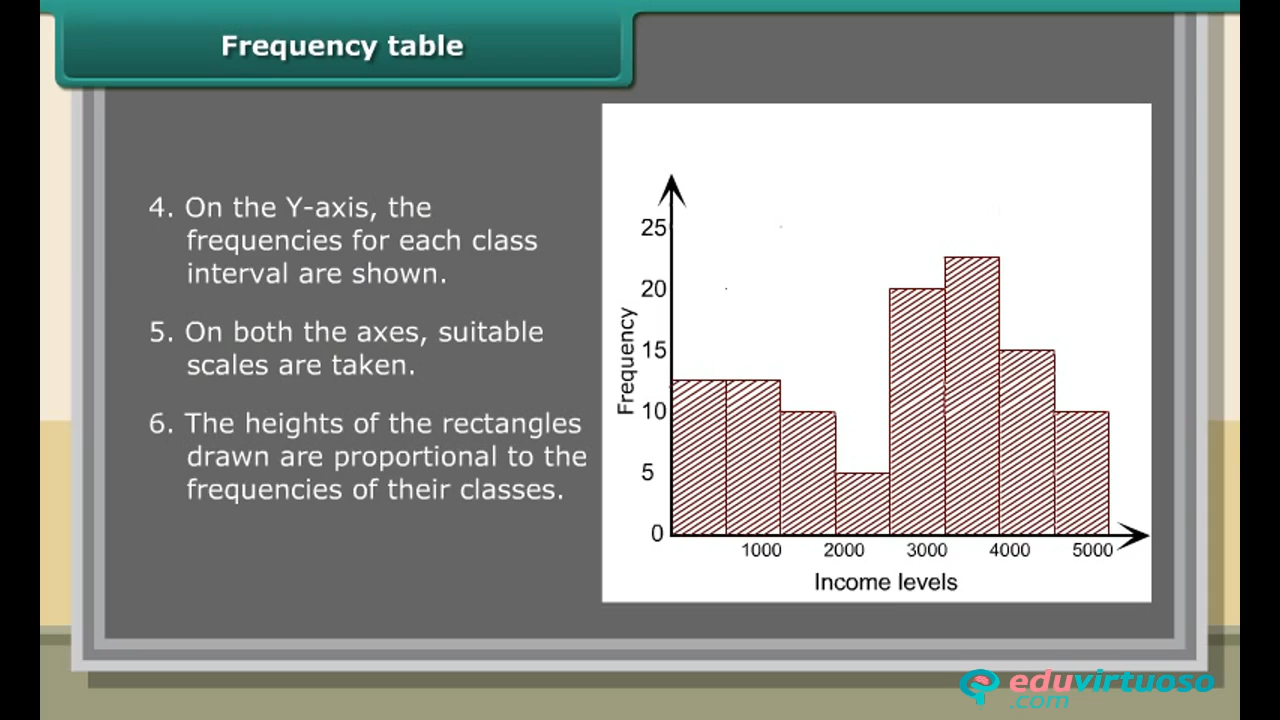 Frequency table
4. On the Y-axis, the
frequencies for each class
interval are shown.
5. On both the axes, suitable
scales are taken.
6. The heights of the rectangles
drawn are proportional to the
frequencies of their classes.
25
20
15
10
5
0
Frequency
1000 2000 3000 4000 5000
Income levels
eduvirtuoso
.com